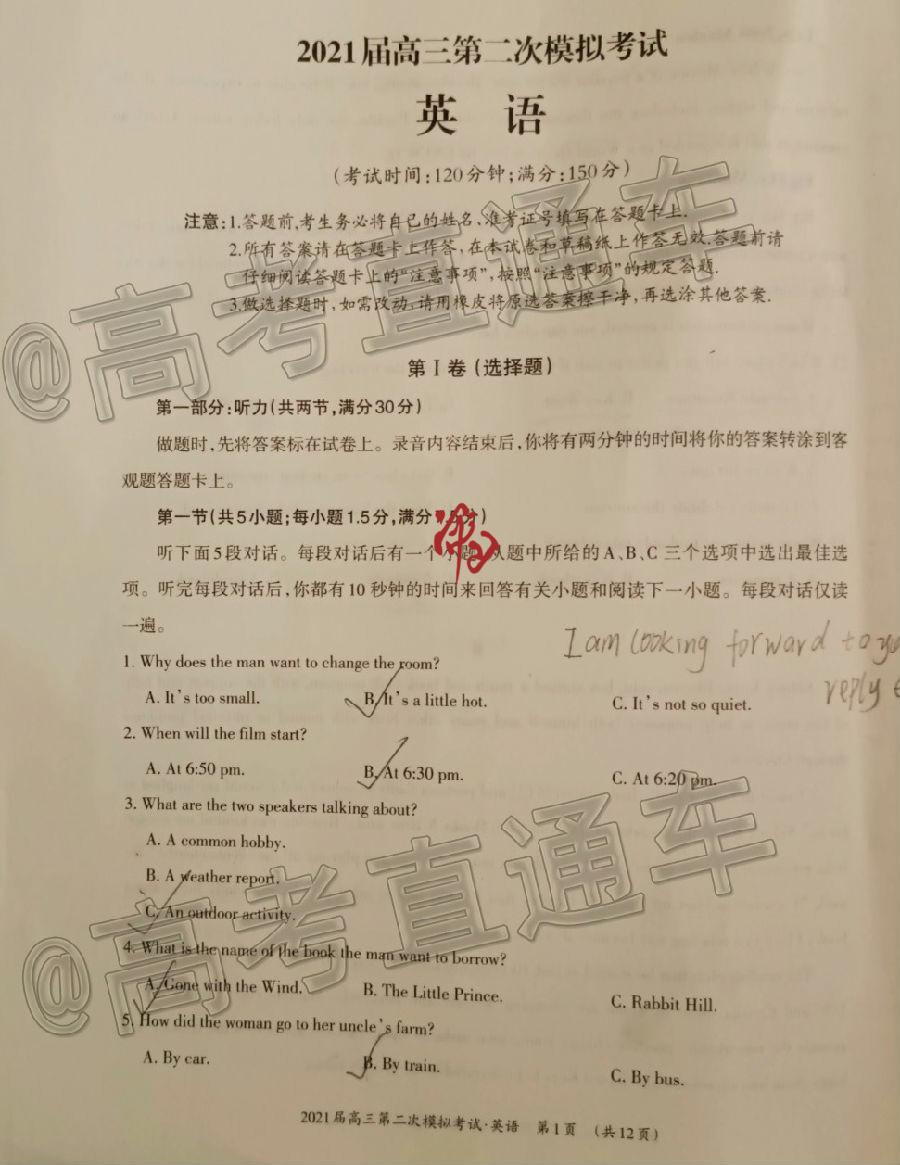 2021届高三第二次模拟考试
英 语
(考试时间:120分钟;满分:150分)
注意:1.答题前,考生务必将自己的姓名、准考证号填写在答题卡上.
2.所有答案请在答题卡上作答,在本试卷和草稿纸上作答无效.答题前请
仔细阅读答题卡上的“注意事项”,按照“注意事项”的规定答题.
3.做选择题时,如需改动,请用橡皮将原选答案擦干净,再选涂其他答案.
@高考直通车
第Ⅰ卷(选择题)
第一部分:听力(共两节,满分30分)
做题时,先将答案标在试卷上。录音内容结束后,你将有两分钟的时间将你的答案转涂到客
观题答题卡上。
第一节(共5小题;每小题1.5分,满分7.5分)
听下面5段对话。每段对话后有一个小题,从题中所给的A、B、C三个选项中选出最佳选
项。听完每段对话后,你都有10秒钟的时间来回答有关小题和阅读下一小题。每段对话仅读
一遍。
I am looking forward to you
reply
1. Why does the man want to change the room?
A. It's too small. B. It's a little hot. C. It's not so quiet.
2. When will the film start?
A. At 6:50 pm. B. At 6:30 pm. C. At 6:20 pm.
3. What are the two speakers talking about?
A. A common hobby.
B. A weather report.
C. An outdoor activity.
@高考直通车
4. What is the name of the book the man want to borrow?
A. Gone with the Wind. B. The Little Prince. C. Rabbit Hill.
5. How did the woman go to her uncle's farm?
A. By car. B. By train. C. By bus.
2021届高三第二次模拟考试·英语 第1页 (共12页)